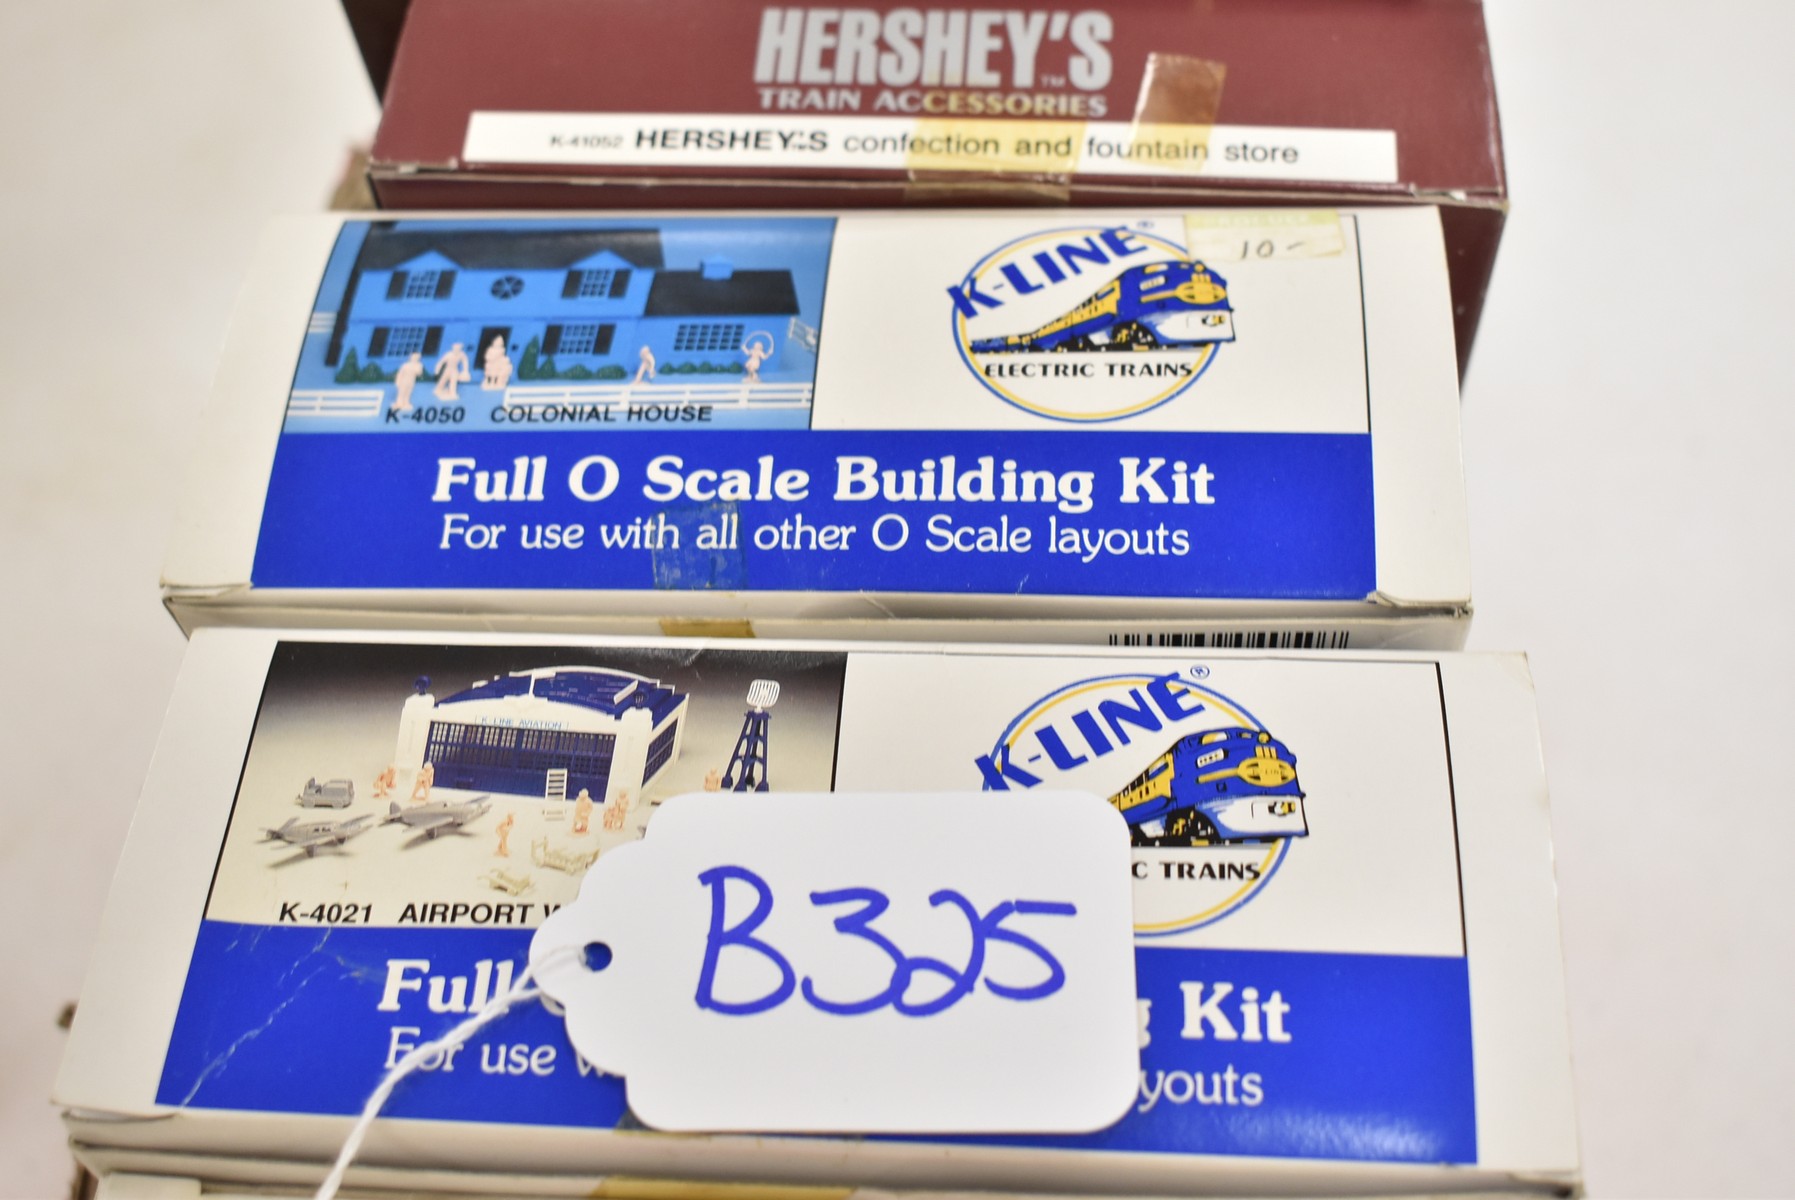 HERSHEY'S™
TRAIN ACCESSORIES
K-41052 HERSHEY'S confection and fountain store
K-LINE®
10-
ELECTRIC TRAINS
K-4050 COLONIAL HOUSE
Full O Scale Building Kit
For use with all other O Scale layouts
K-LINE®
K-LINE AVIATION
C TRAINS
K-4021 AIRPORT
B325
Full Kit
For use youts